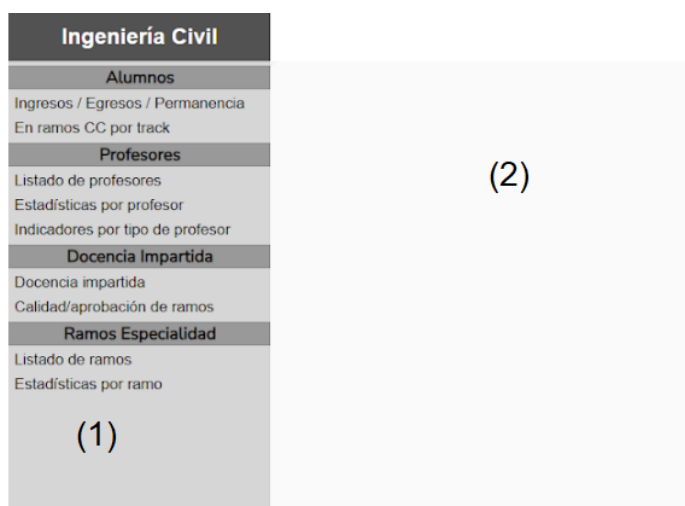 Ingeniería Civil
Alumnos
Ingresos / Egresos / Permanencia
En ramos CC por track
Profesores
Listado de profesores
Estadísticas por profesor
Indicadores por tipo de profesor
Docencia Impartida
Docencia impartida
Calidad/aprobación de ramos
Ramos Especialidad
Listado de ramos
Estadísticas por ramo
(1)
(2)